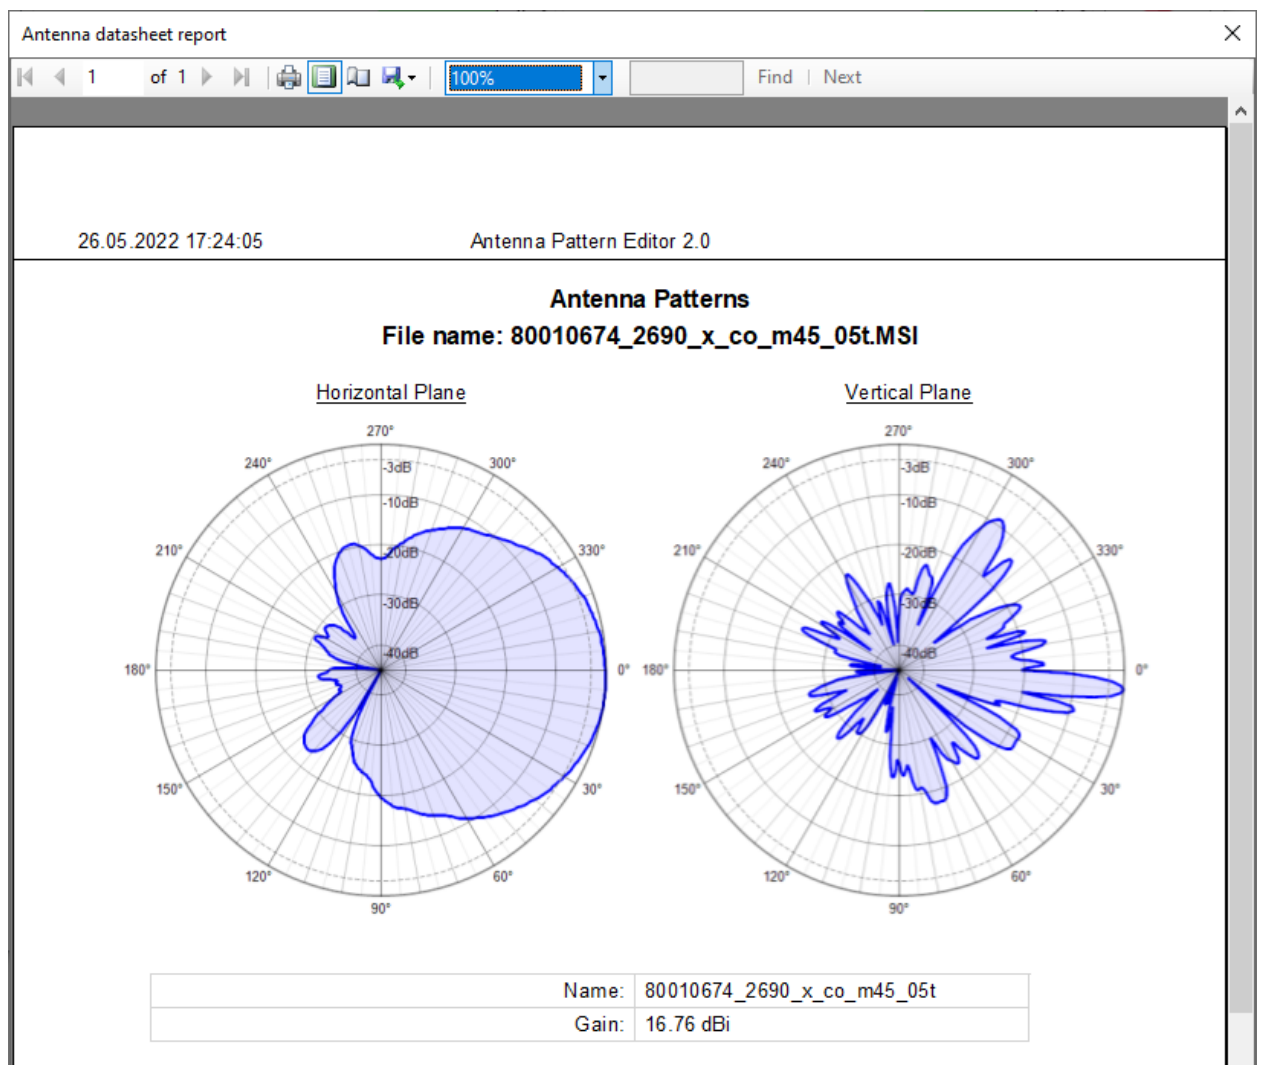 Antenna datasheet report
1 of 1 100% Find Next
26.05.2022 17:24:05 Antenna Pattern Editor 2.0
Antenna Patterns
File name: 80010674_2690_x_co_m45_05t.MSI
Horizontal Plane Vertical Plane
270° 270°
240° -3dB 300° 240° -3dB 300°
-10dB -10dB
210° -20dB 330° 210° -20dB 330°
-30dB -30dB
-40dB -40dB
180° 0° 180° 0°
150° 30° 150° 30°
120° 60° 120° 60°
90° 90°
Name: 80010674_2690_x_co_m45_05t
Gain: 16.76 dBi